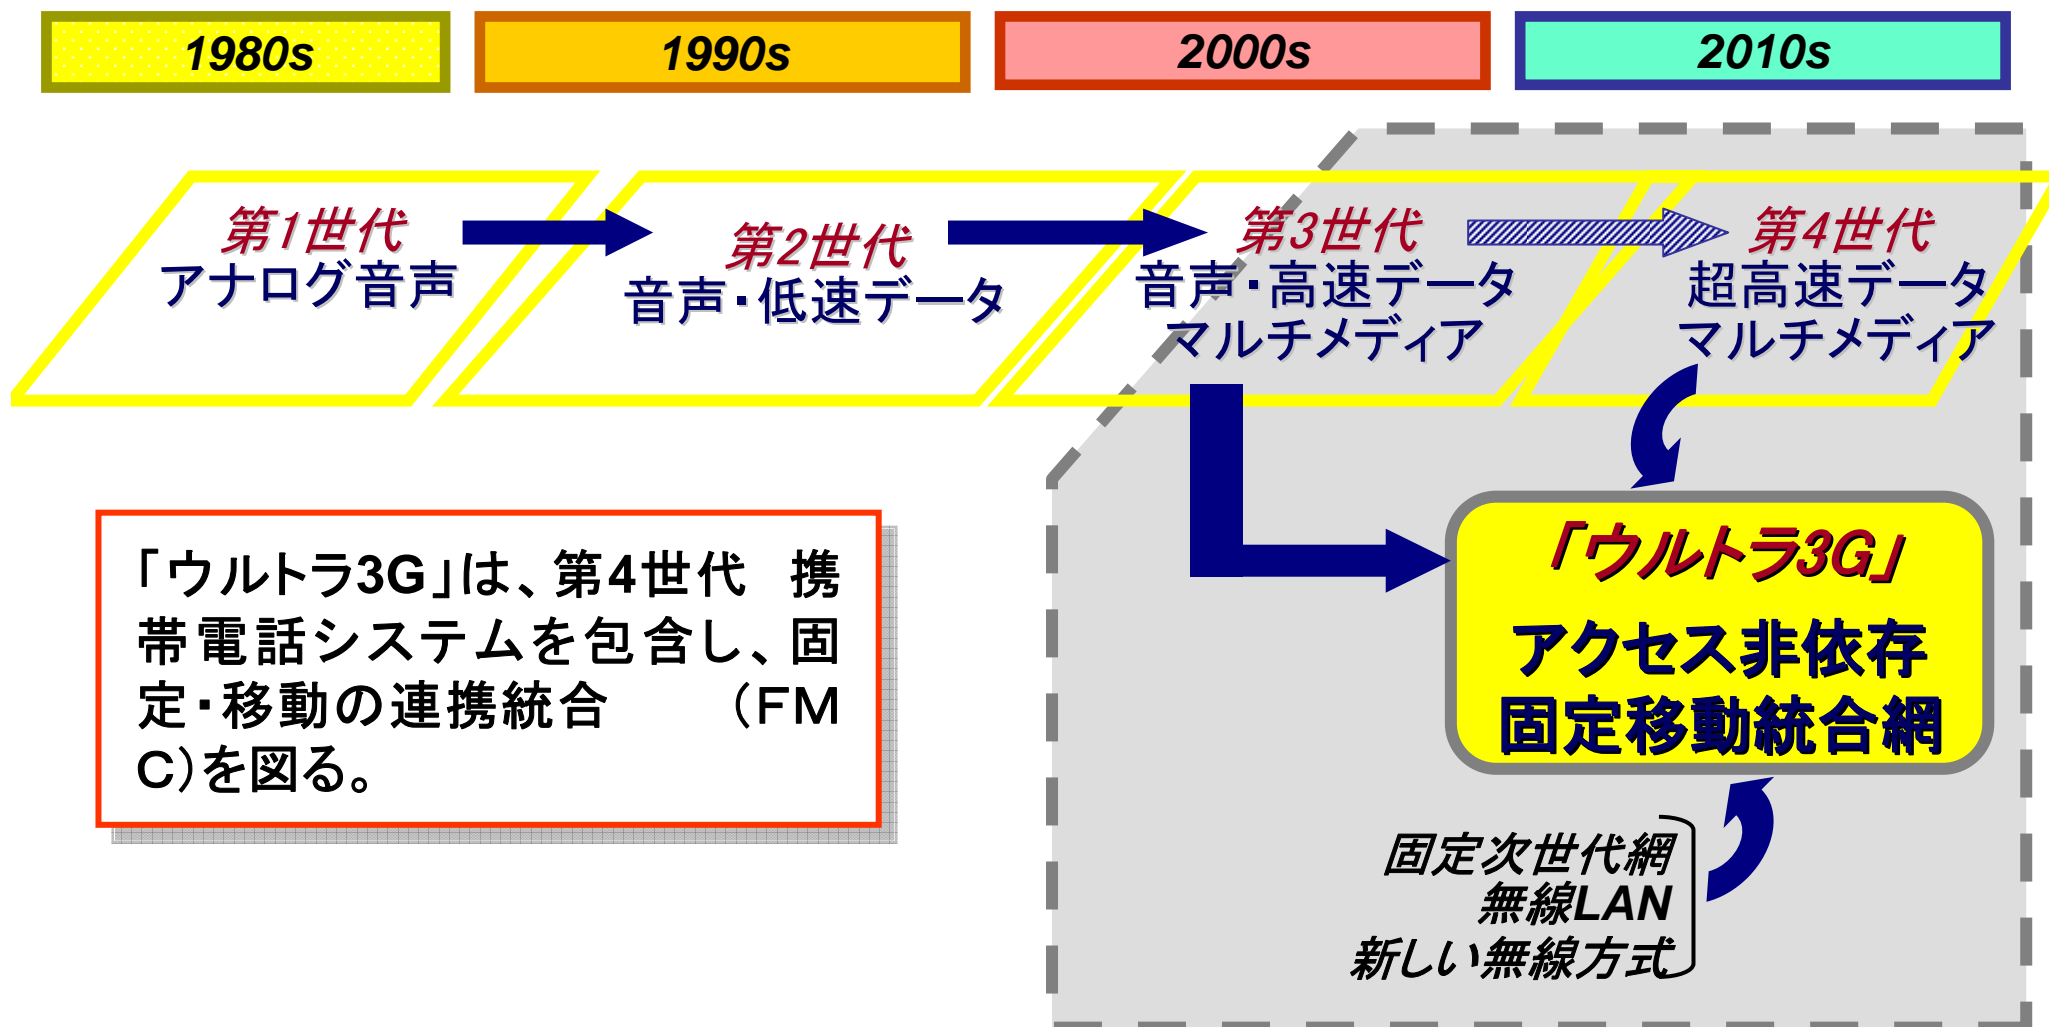 1980s
1990s
2000s
2010s
第1世代
アナログ音声
第2世代
音声・低速データ
第3世代
音声・高速データ
マルチメディア
第4世代
超高速データ
マルチメディア
「ウルトラ3G」は、第4世代　携
帯電話システムを包含し、固
定・移動の連携統合　　（FM
C)を図る。
「ウルトラ3G」
アクセス非依存
固定移動統合網
固定次世代網
無線LAN
新しい無線方式